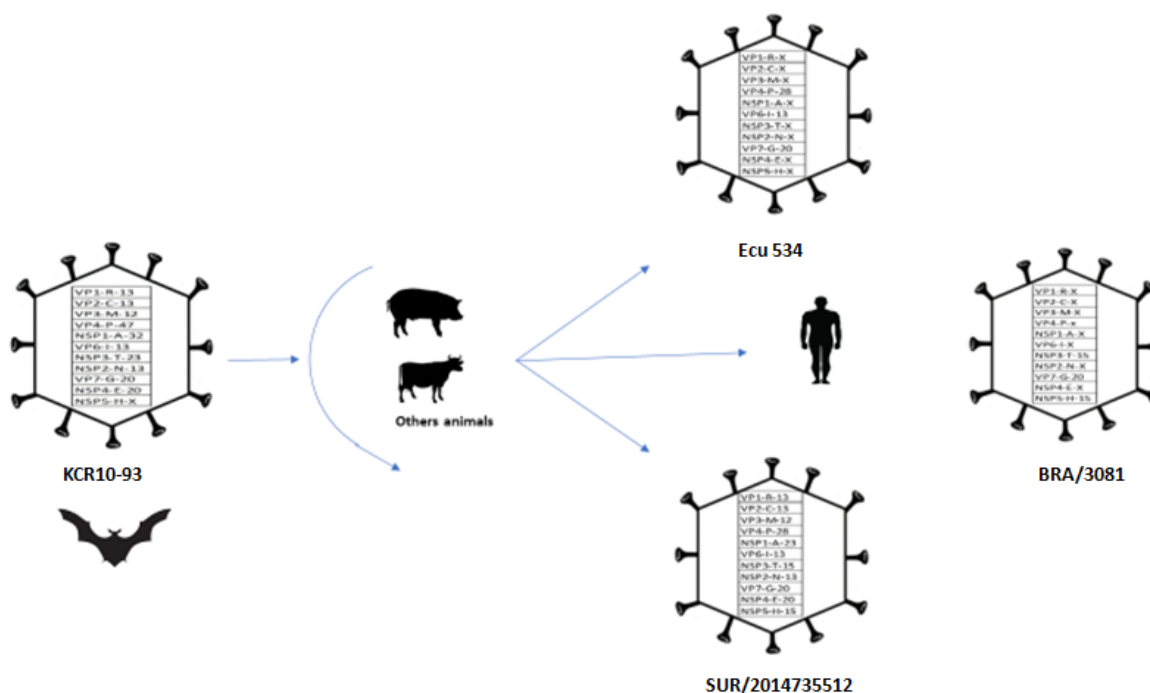 VP1-R-X
VP2-C-X
VP3-M-X
VP4-P-28
NSP1-A-X
VP6-I-13
NSP3-T-X
NSP2-N-X
VP7-G-20
NSP4-E-X
NSP5-H-X
Ecu 534
VP1-R-13
VP2-C-13
VP3-M-12
VP4-P-47
NSP1-A-32
VP6-I-13
NSP3-T-23
NSP2-N-13
VP7-G-20
NSP4-E-20
NSP5-H-X
KCR10-93
Others animals
VP1-R-X
VP2-C-X
VP3-M-X
VP4-P-x
NSP1-A-X
VP6-I-X
NSP3-T-15
NSP2-N-X
VP7-G-20
NSP4-E-X
NSP5-H-15
BRA/3081
VP1-R-13
VP2-C-13
VP3-M-12
VP4-P-28
NSP1-A-23
VP6-I-13
NSP3-T-15
NSP2-N-13
VP7-G-20
NSP4-E-20
NSP5-H-15
SUR/2014735512